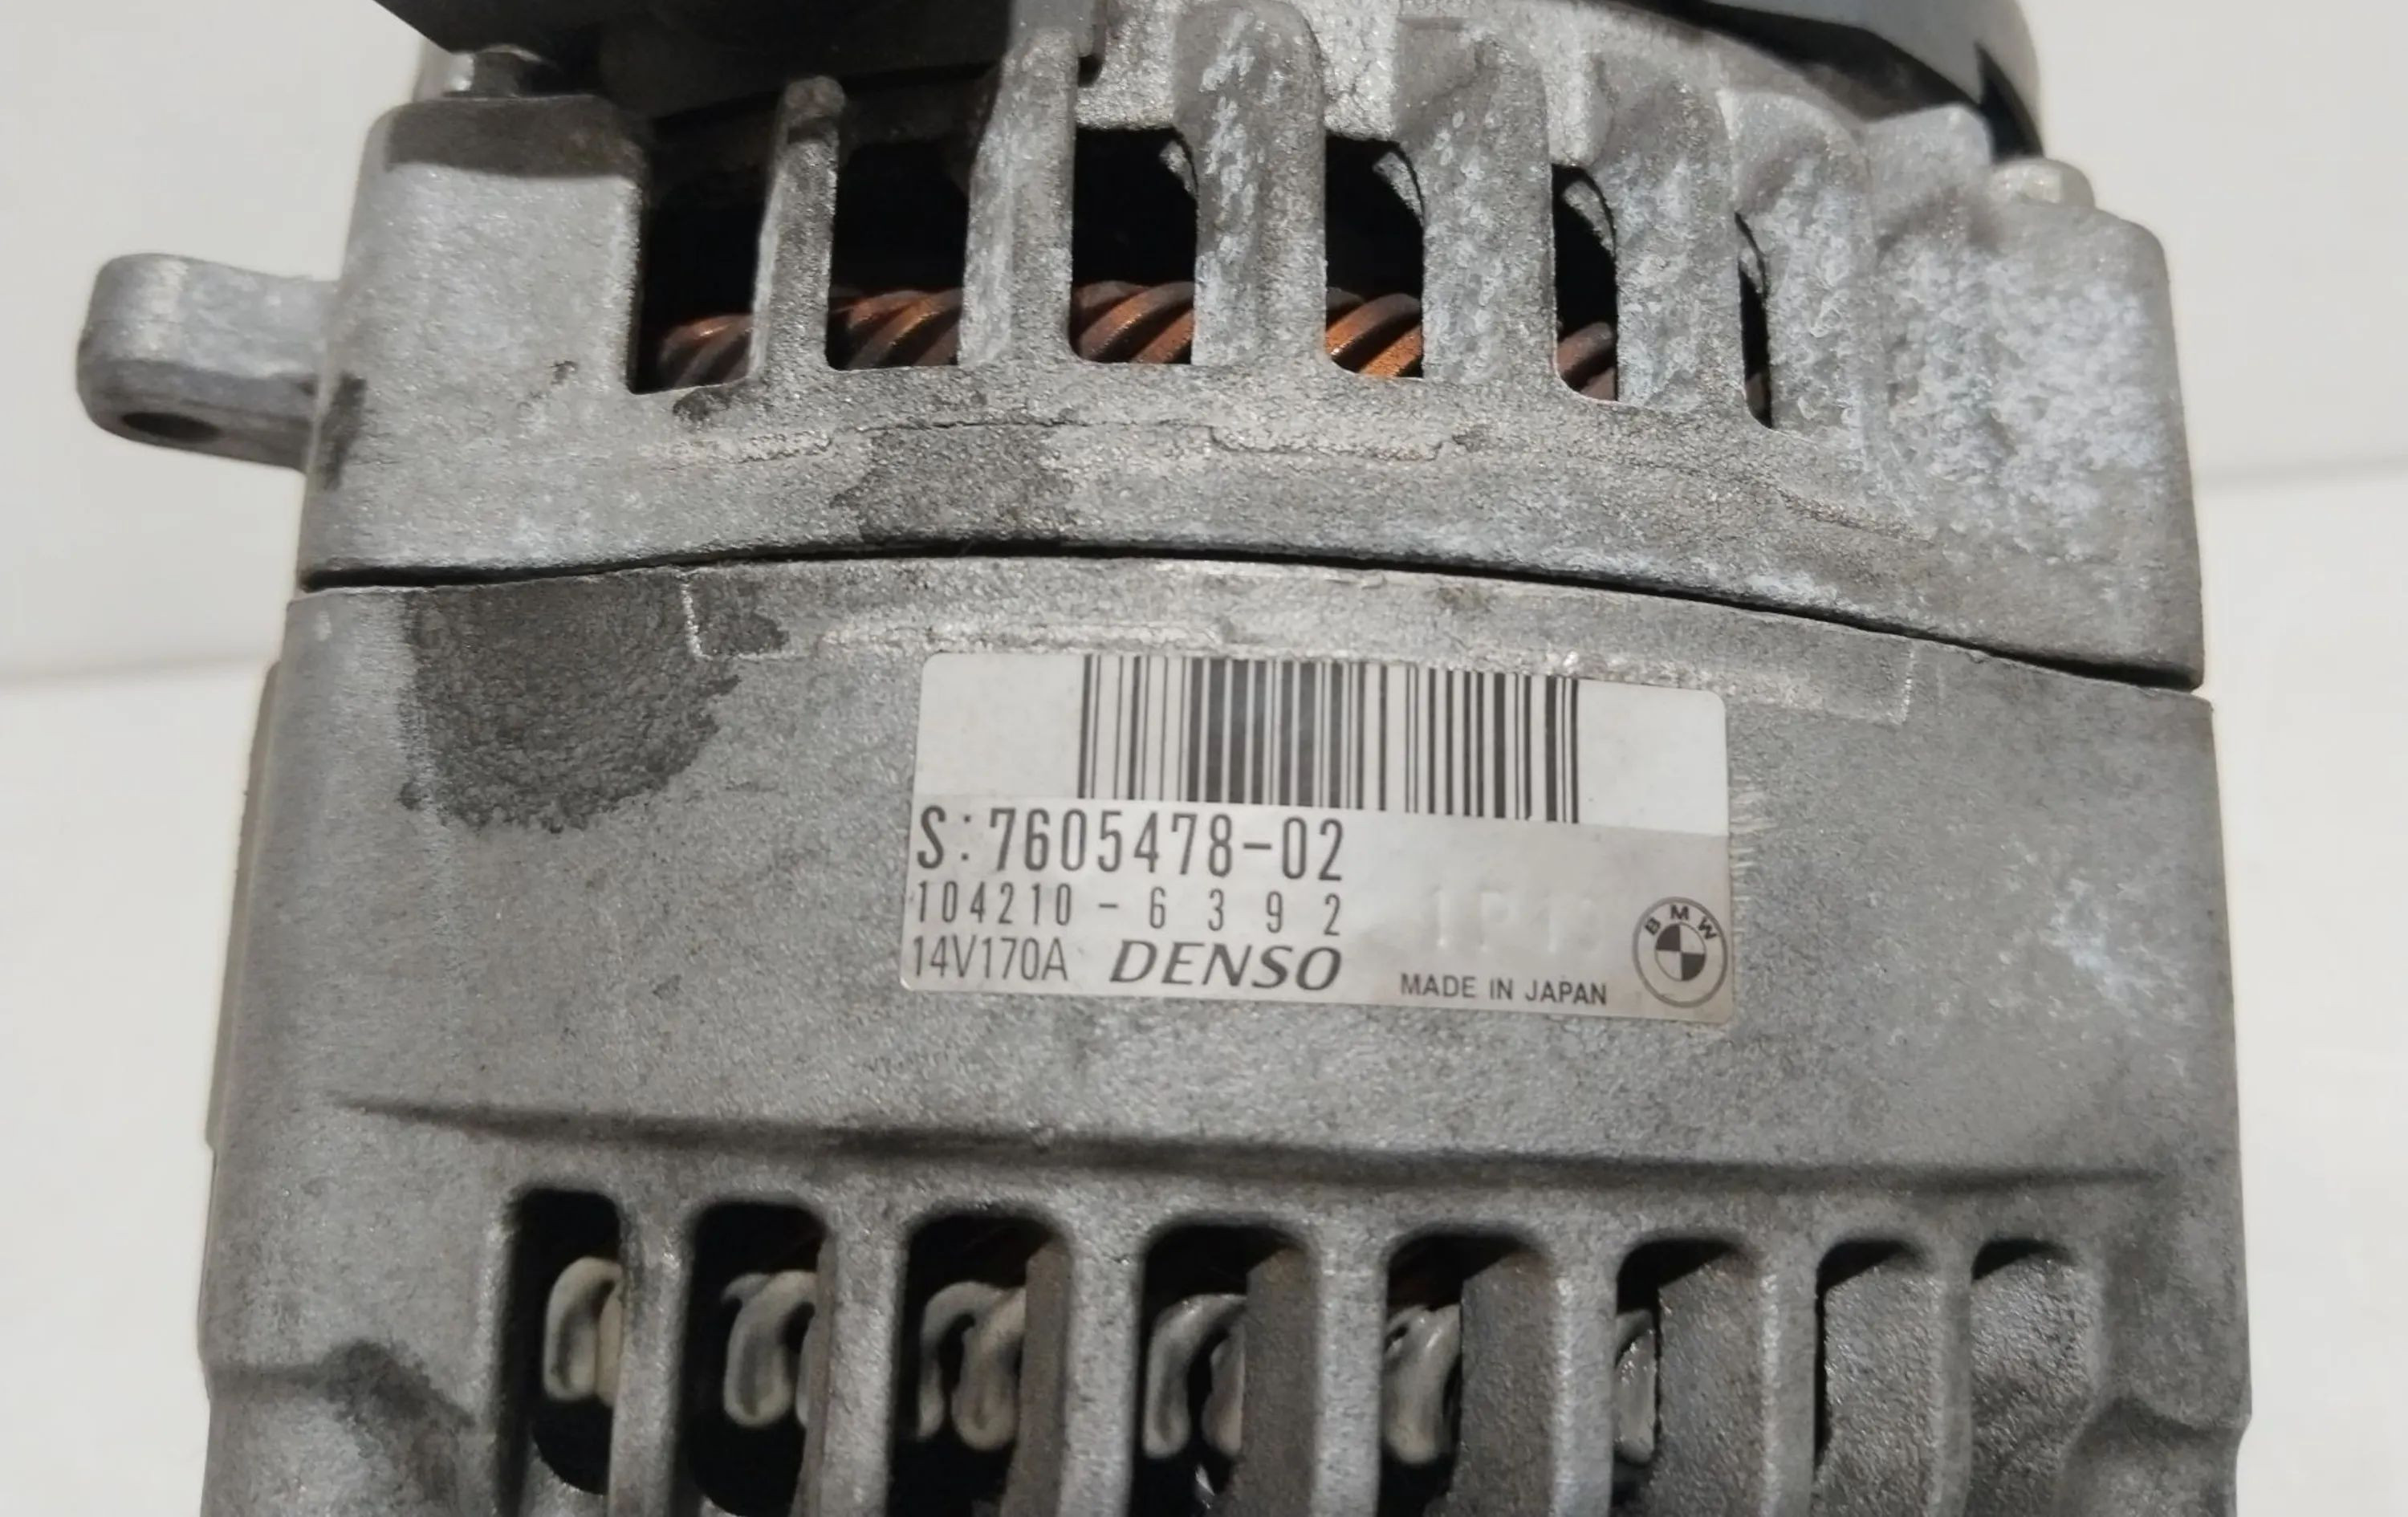 S:7605478-02
104210-6392
14V170A DENSO MADE IN JAPAN
BMW